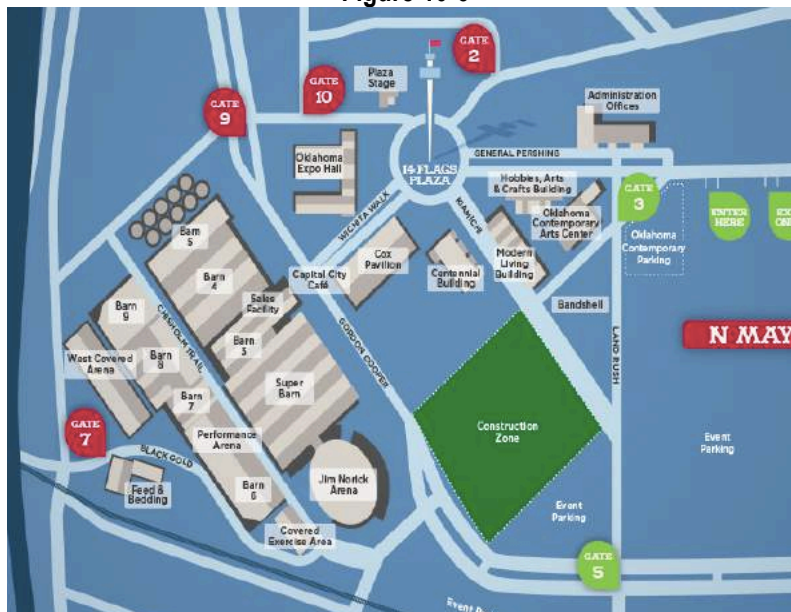 Figure
GATE
2
Plaza
Stage
GATE
10
GATE
9
Administration
Offices
Oklahoma
Expo Hall
14 FLAGS
PLAZA
GENERAL PERSHING
Hobbies, Arts
& Crafts Building
GATE
3
WICHITA WALK
KIAMICHI
Oklahoma
Contemporary
Arts Center
ENTER
HERE
Oklahoma
Contemporary
Parking
Barn
Cox
Pavilion
Centennial
Building
Modern
Living
Building
Capital City
Café
Barn
4
Sales
Facility
Bandshell
Barn
9
CHISHOLM TRAIL
GORDON COOPER
LAND RUSH
N MAY
Barn
West Covered
Arena
Barn
8
Super
Barn
Barn
7
GATE
7
Performance
Arena
Construction
Zone
Event
Parking
BLACK GOLD
Feed &
Bedding
Barn
6
Jim Norick
Arena
Event
Parking
Covered
Exercise Area
GATE
5
Event